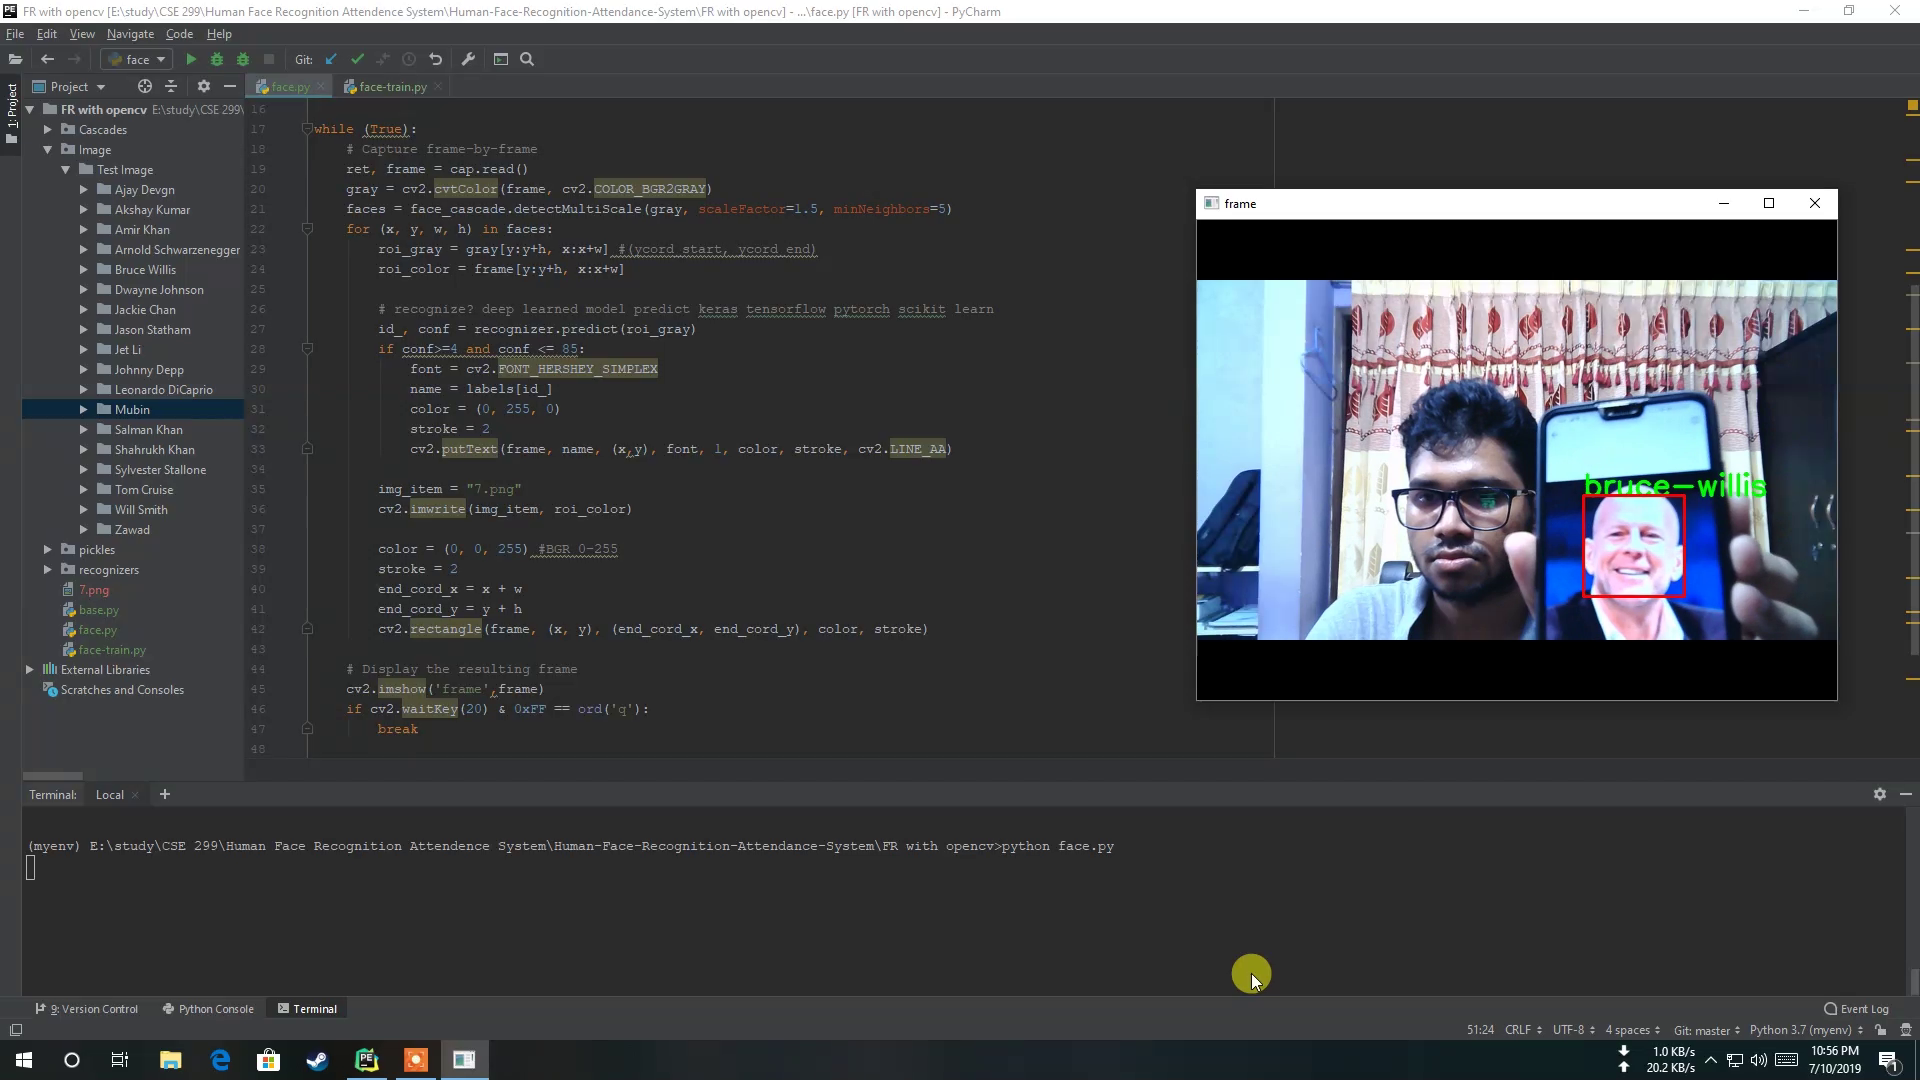 PE FR with opencv [E:\study\CSE 299\Human Face Recognition Attendence System\Human-Face-Recognition-Attendance-System\FR with opencv] - ...\face.py [FR with opencv] - PyCharm
File Edit View Navigate Code Help
face Git:
Project face.py face-train.py
1: Project
FR with opencv E:\study\CSE 299\
Cascades
Image
Test Image
Ajay Devgn
Akshay Kumar
Amir Khan
Arnold Schwarzenegger
Bruce Willis
Dwayne Johnson
Jackie Chan
Jason Statham
Jet Li
Johnny Depp
Leonardo DiCaprio
Mubin
Salman Khan
Shahrukh Khan
Sylvester Stallone
Tom Cruise
Will Smith
Zawad
pickles
recognizers
7.png
base.py
face.py
face-train.py
External Libraries
Scratches and Consoles
16
17 while (True):
18 # Capture frame-by-frame
19 ret, frame = cap.read()
20 gray = cv2.cvtColor(frame, cv2.COLOR_BGR2GRAY)
21 faces = face_cascade.detectMultiScale(gray, scaleFactor=1.5, minNeighbors=5)
22 for (x, y, w, h) in faces:
23 roi_gray = gray[y:y+h, x:x+w] #(ycord_start, ycord_end)
24 roi_color = frame[y:y+h, x:x+w]
25
26 # recognize? deep learned model predict keras tensorflow pytorch scikit learn
27 id_, conf = recognizer.predict(roi_gray)
28 if conf>=4 and conf <= 85:
29 font = cv2.FONT_HERSHEY_SIMPLEX
30 name = labels[id_]
31 color = (0, 255, 0)
32 stroke = 2
33 cv2.putText(frame, name, (x,y), font, 1, color, stroke, cv2.LINE_AA)
34
35 img_item = "7.png"
36 cv2.imwrite(img_item, roi_color)
37
38 color = (0, 0, 255) #BGR 0-255
39 stroke = 2
40 end_cord_x = x + w
41 end_cord_y = y + h
42 cv2.rectangle(frame, (x, y), (end_cord_x, end_cord_y), color, stroke)
43
44 # Display the resulting frame
45 cv2.imshow('frame',frame)
46 if cv2.waitKey(20) & 0xFF == ord('q'):
47 break
48
frame
bruce-willis
Terminal: Local
(myenv) E:\study\CSE 299\Human Face Recognition Attendence System\Human-Face-Recognition-Attendance-System\FR with opencv>python face.py
9: Version Control Python Console Terminal Event Log
51:24 CRLF UTF-8 4 spaces Git: master Python 3.7 (myenv)
1.0 KB/s
20.2 KB/s
10:56 PM
7/10/2019
1